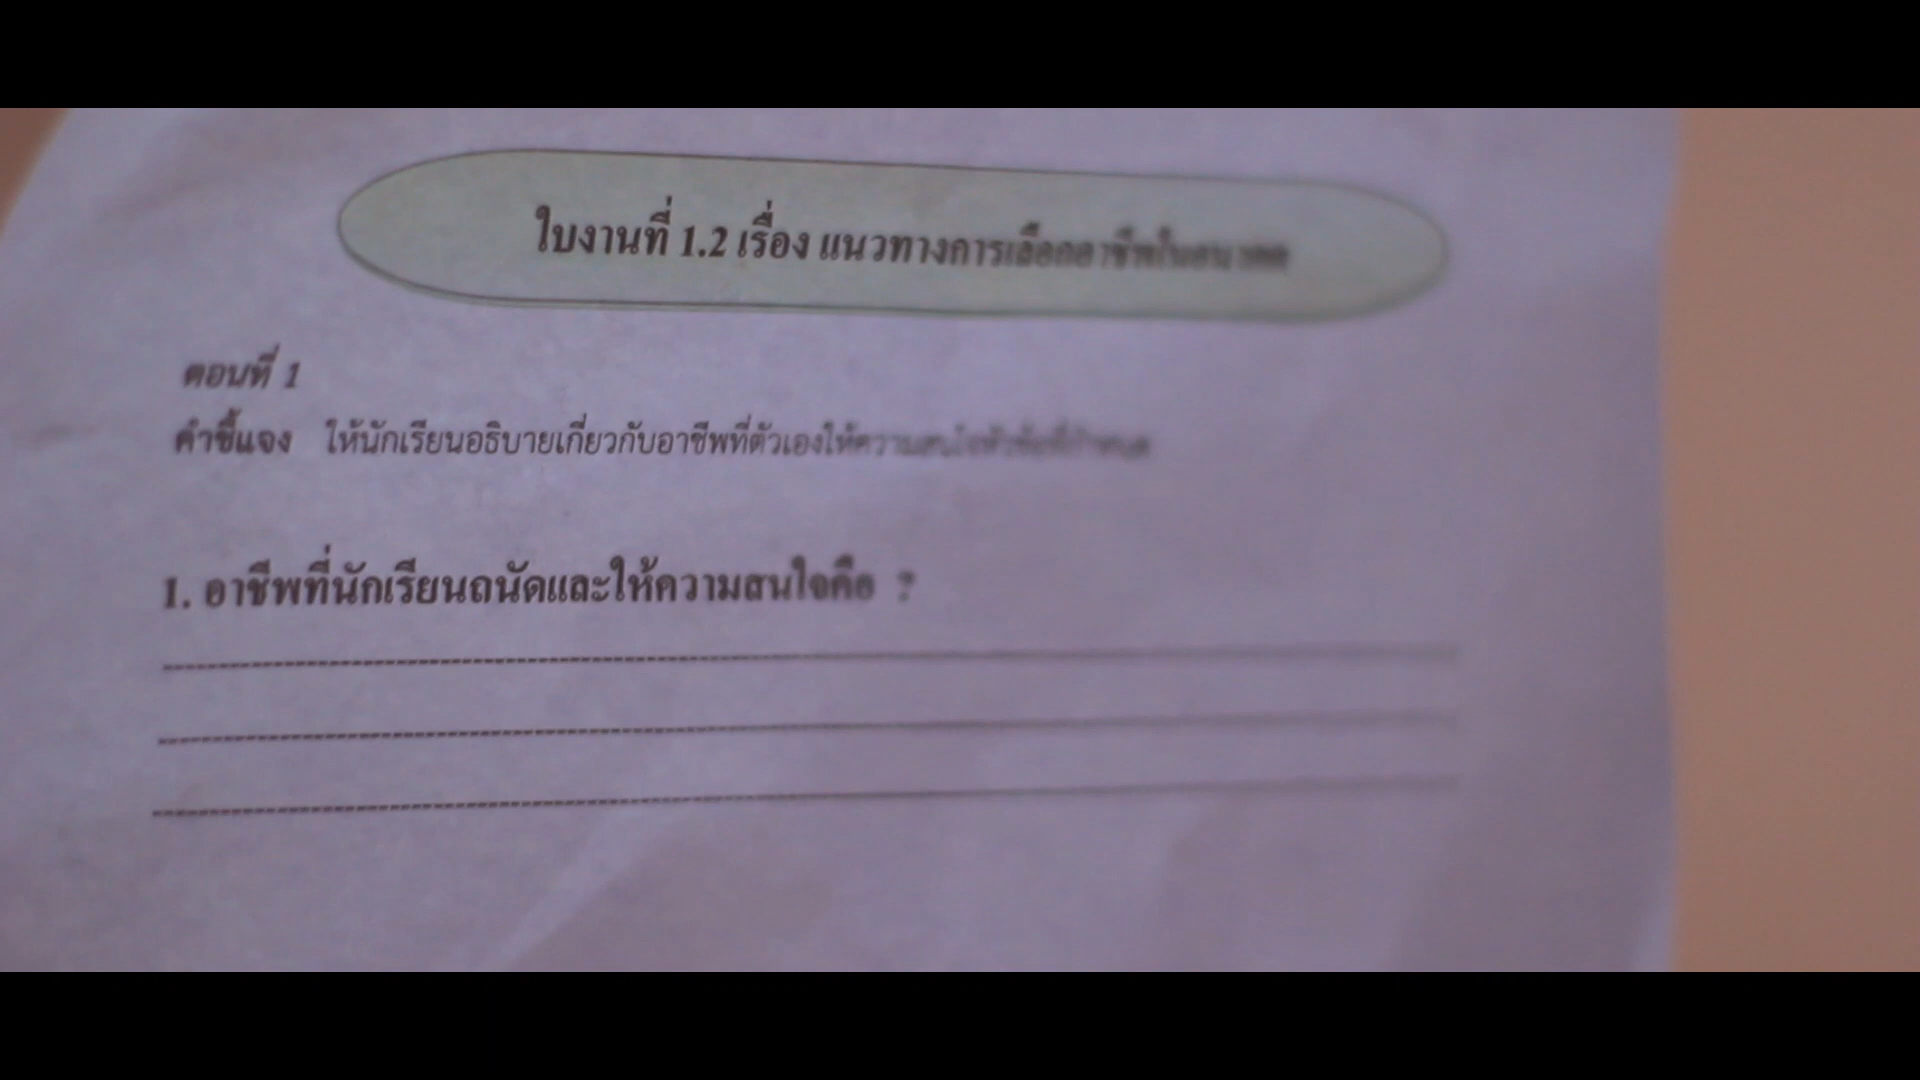 ใบงานที่ 1.2 เรื่อง แนวทางการเลือกอาชีพในอนาคต
ตอนที่ 1
คำชี้แจง ให้นักเรียนอธิบายเกี่ยวกับอาชีพที่ตัวเองให้ความสนใจ
1. อาชีพที่นักเรียนถนัดและให้ความสนใจคือ ?